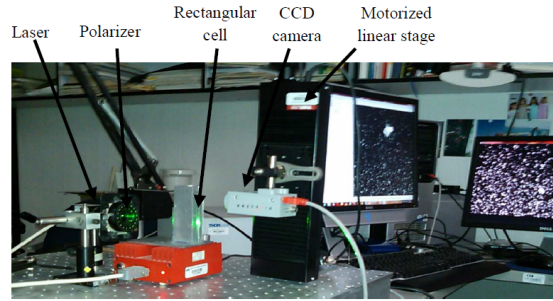 Laser
Polarizer
Rectangular
cell
CCD
camera
Motorized
linear stage